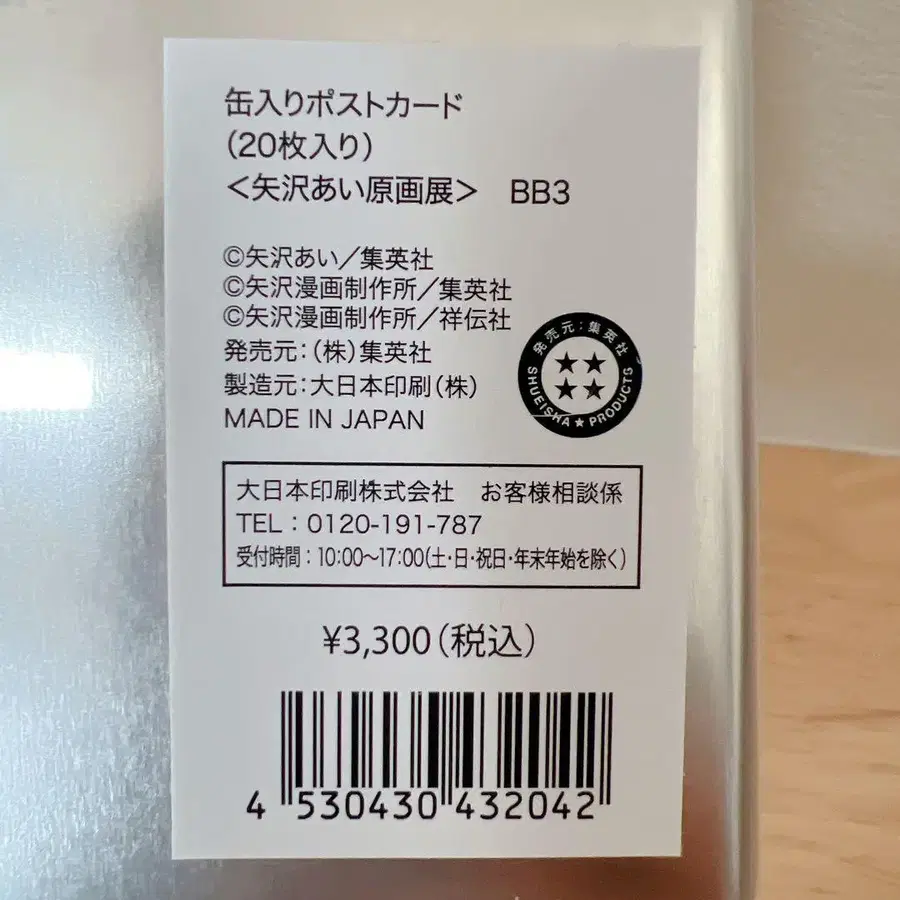 缶入りポストカード
(20枚入り)
＜矢沢あい原画展＞　BB3
©矢沢あい／集英社
©矢沢漫画制作所／集英社
©矢沢漫画制作所／祥伝社
発売元：(株)集英社
製造元：大日本印刷(株)
MADE IN JAPAN
発売元：集英社
SHUEISHA★PRODUCTS
大日本印刷株式会社　お客様相談係
TEL：0120-191-787
受付時間：10:00〜17:00(土・日・祝日・年末年始を除く)
¥3,300(税込)
4 530430 432042